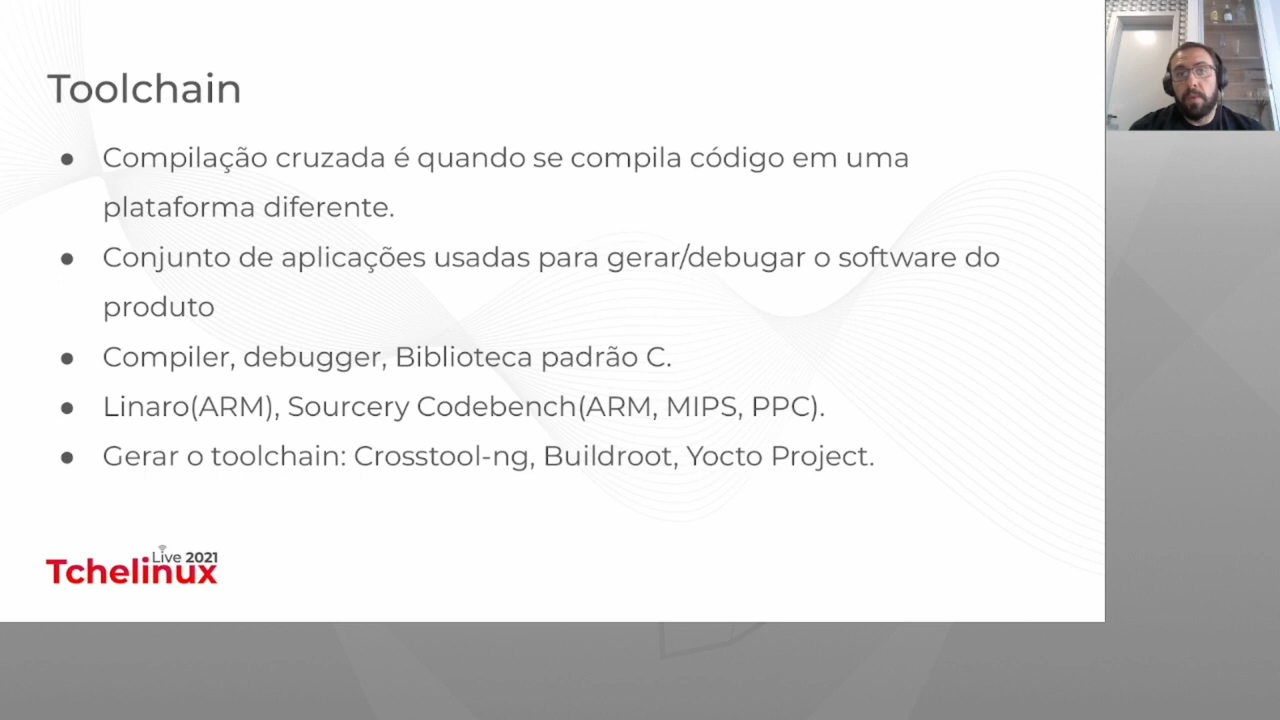 Toolchain
● Compilação cruzada é quando se compila código em uma
plataforma diferente.
● Conjunto de aplicações usadas para gerar/debugar o software do
produto
● Compiler, debugger, Biblioteca padrão C.
● Linaro(ARM), Sourcery Codebench(ARM, MIPS, PPC).
● Gerar o toolchain: Crosstool-ng, Buildroot, Yocto Project.
Live 2021
Tchelinux